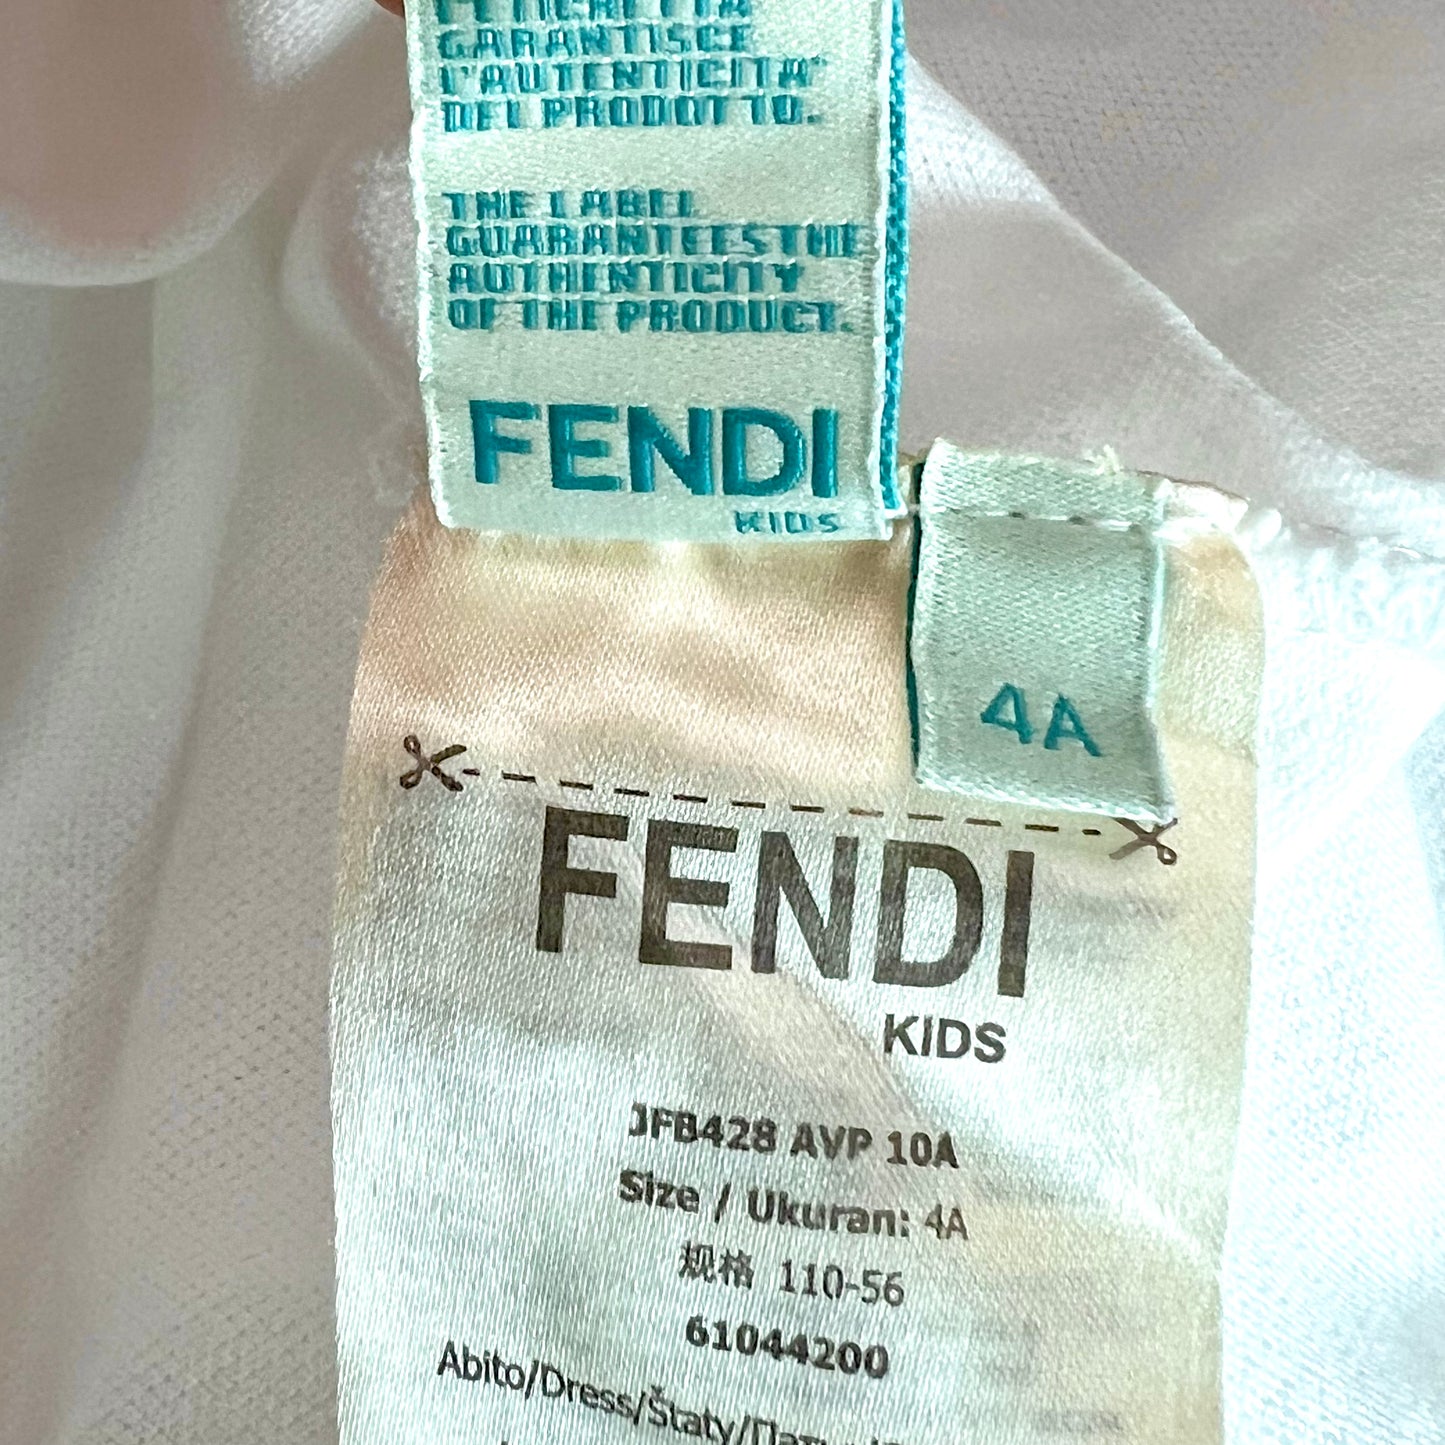 L'ETICHETTA
GARANTISCE
L'AUTENTICITA'
DEL PRODOTTO.
THE LABEL
GUARANTEES THE
AUTHENTICITY
OF THE PRODUCT.
FENDI
KIDS
4A
FENDI
KIDS
JFB428 AVP 10A
Size / Ukuran: 4A
规格 110-56
61044200
Abito/Dress/Šaty/